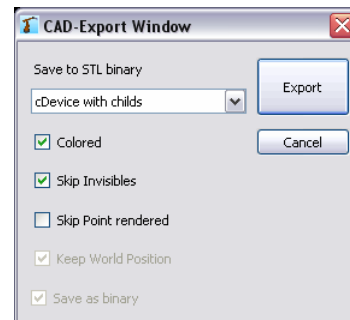 CAD-Export Window
Save to STL binary
Export
cDevice with childs
Colored
Cancel
Skip Invisibles
Skip Point rendered
Keep World Position
Save as binary